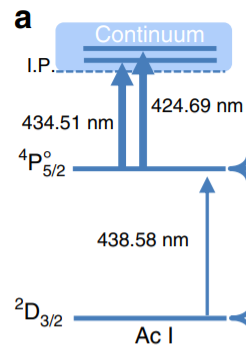 a
Continuum
I.P.
424.69 nm
434.51 nm
⁴P°₅/₂
438.58 nm
²D₃/₂
Ac I